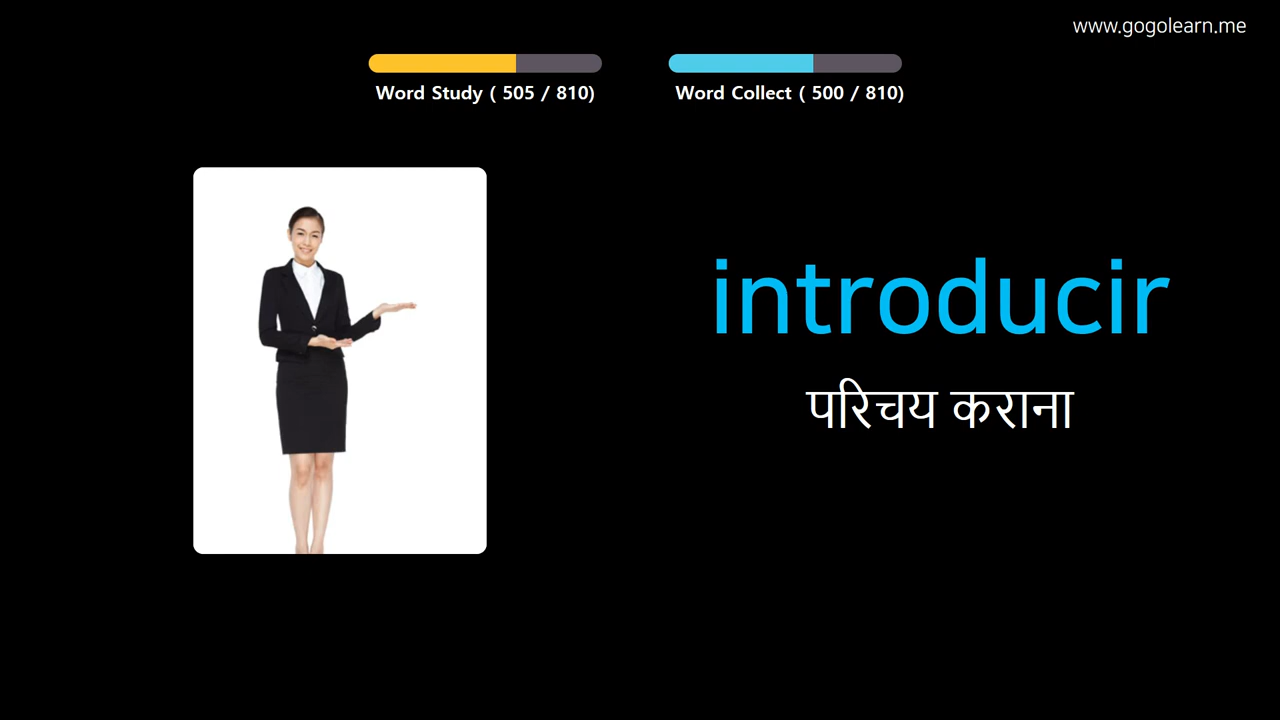 www.gogolearn.me
Word Study ( 505 / 810)
Word Collect ( 500 / 810)
introducir
परिचय कराना